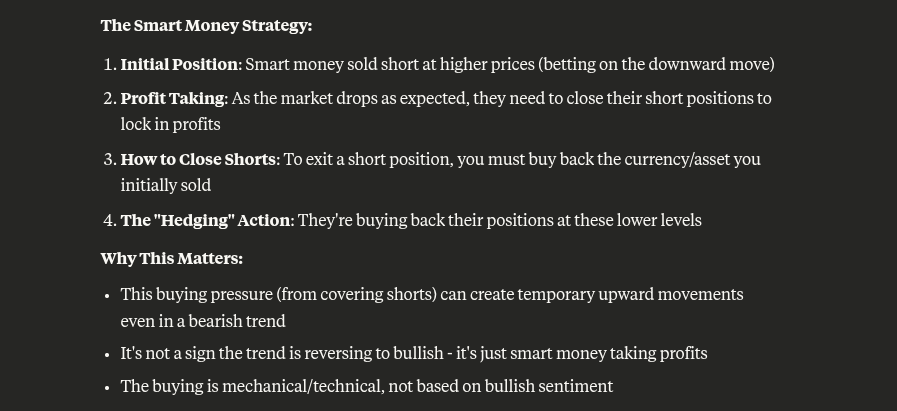 The Smart Money Strategy:
1. Initial Position: Smart money sold short at higher prices (betting on the downward move)
2. Profit Taking: As the market drops as expected, they need to close their short positions to
lock in profits
3. How to Close Shorts: To exit a short position, you must buy back the currency/asset you
initially sold
4. The "Hedging" Action: They're buying back their positions at these lower levels
Why This Matters:
• This buying pressure (from covering shorts) can create temporary upward movements
even in a bearish trend
• It's not a sign the trend is reversing to bullish - it's just smart money taking profits
• The buying is mechanical/technical, not based on bullish sentiment